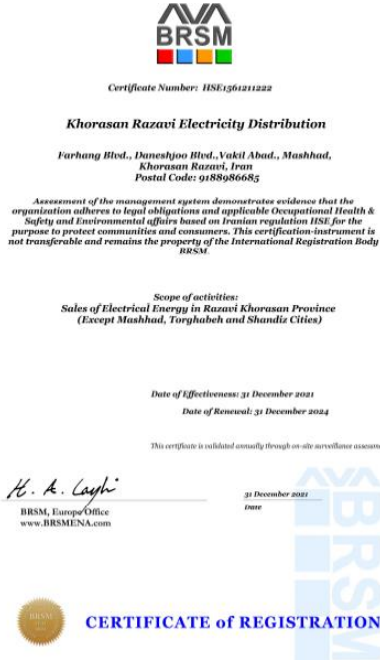 BRSM
Certificate Number: HSE1561211222
Khorasan Razavi Electricity Distribution
Farhang Blvd., Daneshjoo Blvd.,Vakil Abad., Mashhad,
Khorasan Razavi, Iran
Postal Code: 9188986685
Assessment of the management system demonstrates evidence that the
organization adheres to legal obligations and applicable Occupational Health &
Safety and Environmental affairs based on Iranian regulation HSE for the
purpose to protect communities and consumers. This certification-instrument is
not transferable and remains the property of the International Registration Body
BRSM.
Scope of activities:
Sales of Electrical Energy in Razavi Khorasan Province
(Except Mashhad, Torghabeh and Shandiz Cities)
Date of Effectiveness: 31 December 2021
Date of Renewal: 31 December 2024
This certificate is validated annually through on-site surveillance assessm
31 December 2021
Date
BRSM, Europe Office
www.BRSMENA.com
BRSM
BRSM
CERTIFICATE of REGISTRATION